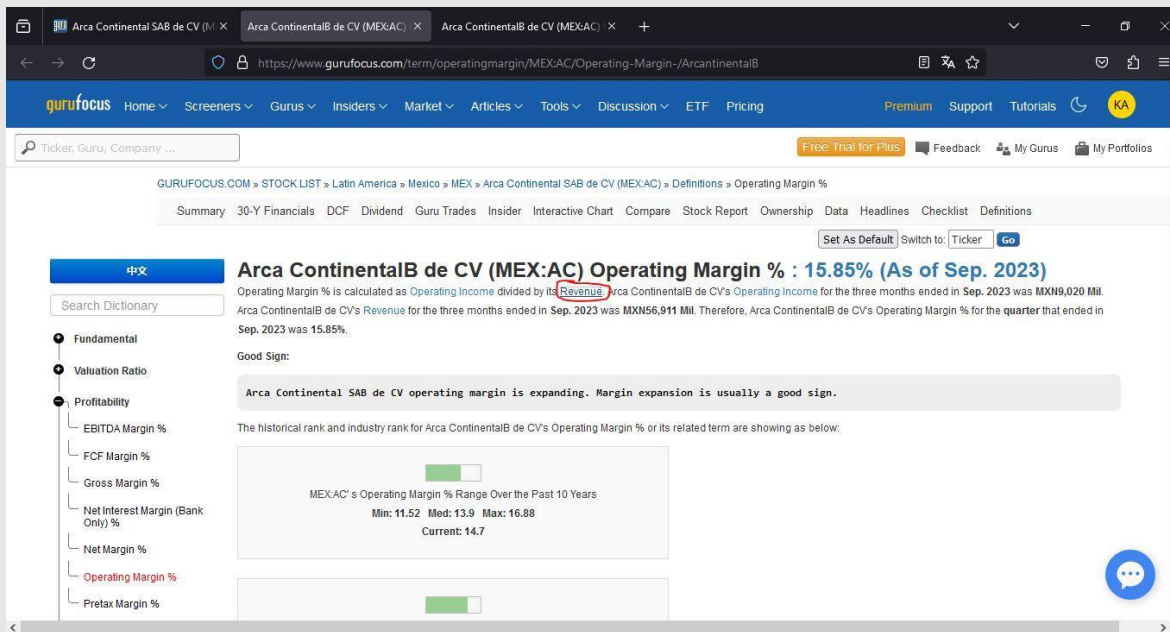 Arca Continental SAB de CV (M
Arca ContinentalB de CV (MEX:AC)
Arca ContinentalB de CV (MEX:AC)
https://www.gurufocus.com/term/operatingmargin/MEX:AC/Operating-Margin-/ArcantinentalB
gurufocus Home Screeners Gurus Insiders Market Articles Tools Discussion ETF Pricing Premium Support Tutorials KA
Ticker, Guru, Company ... Free Trial for Plus Feedback My Gurus My Portfolios
GURUFOCUS.COM » STOCK LIST » Latin America » Mexico » MEX » Arca Continental SAB de CV (MEX:AC) » Definitions » Operating Margin %
Summary 30-Y Financials DCF Dividend Guru Trades Insider Interactive Chart Compare Stock Report Ownership Data Headlines Checklist Definitions
Set As Default Switch to: Ticker Go
中文
Search Dictionary
Fundamental
Valuation Ratio
Profitability
EBITDA Margin %
FCF Margin %
Gross Margin %
Net Interest Margin (Bank
Only) %
Net Margin %
Operating Margin %
Pretax Margin %
Arca ContinentalB de CV (MEX:AC) Operating Margin % : 15.85% (As of Sep. 2023)
Operating Margin % is calculated as Operating Income divided by its Revenue. Arca ContinentalB de CV's Operating Income for the three months ended in Sep. 2023 was MXN9,020 Mil.
Arca ContinentalB de CV's Revenue for the three months ended in Sep. 2023 was MXN56,911 Mil. Therefore, Arca ContinentalB de CV's Operating Margin % for the quarter that ended in
Sep. 2023 was 15.85%.
Good Sign:
Arca Continental SAB de CV operating margin is expanding. Margin expansion is usually a good sign.
The historical rank and industry rank for Arca ContinentalB de CV's Operating Margin % or its related term are showing as below:
MEX:AC' s Operating Margin % Range Over the Past 10 Years
Min: 11.52 Med: 13.9 Max: 16.88
Current: 14.7